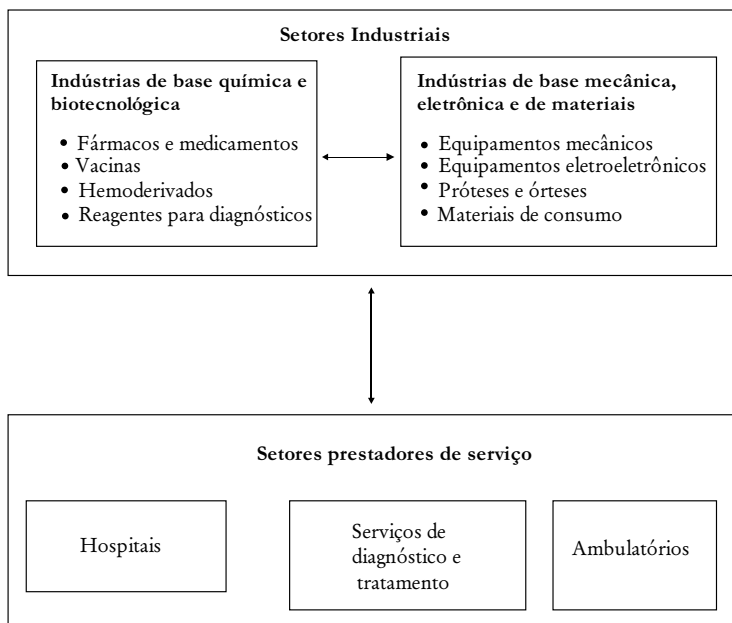 Setores Industriais
Indústrias de base química e
biotecnológica
• Fármacos e medicamentos
• Vacinas
• Hemoderivados
• Reagentes para diagnósticos
Indústrias de base mecânica,
eletrônica e de materiais
• Equipamentos mecânicos
• Equipamentos eletroeletrônicos
• Próteses e órteses
• Materiais de consumo
Setores prestadores de serviço
Hospitais
Serviços de
diagnóstico e
tratamento
Ambulatórios